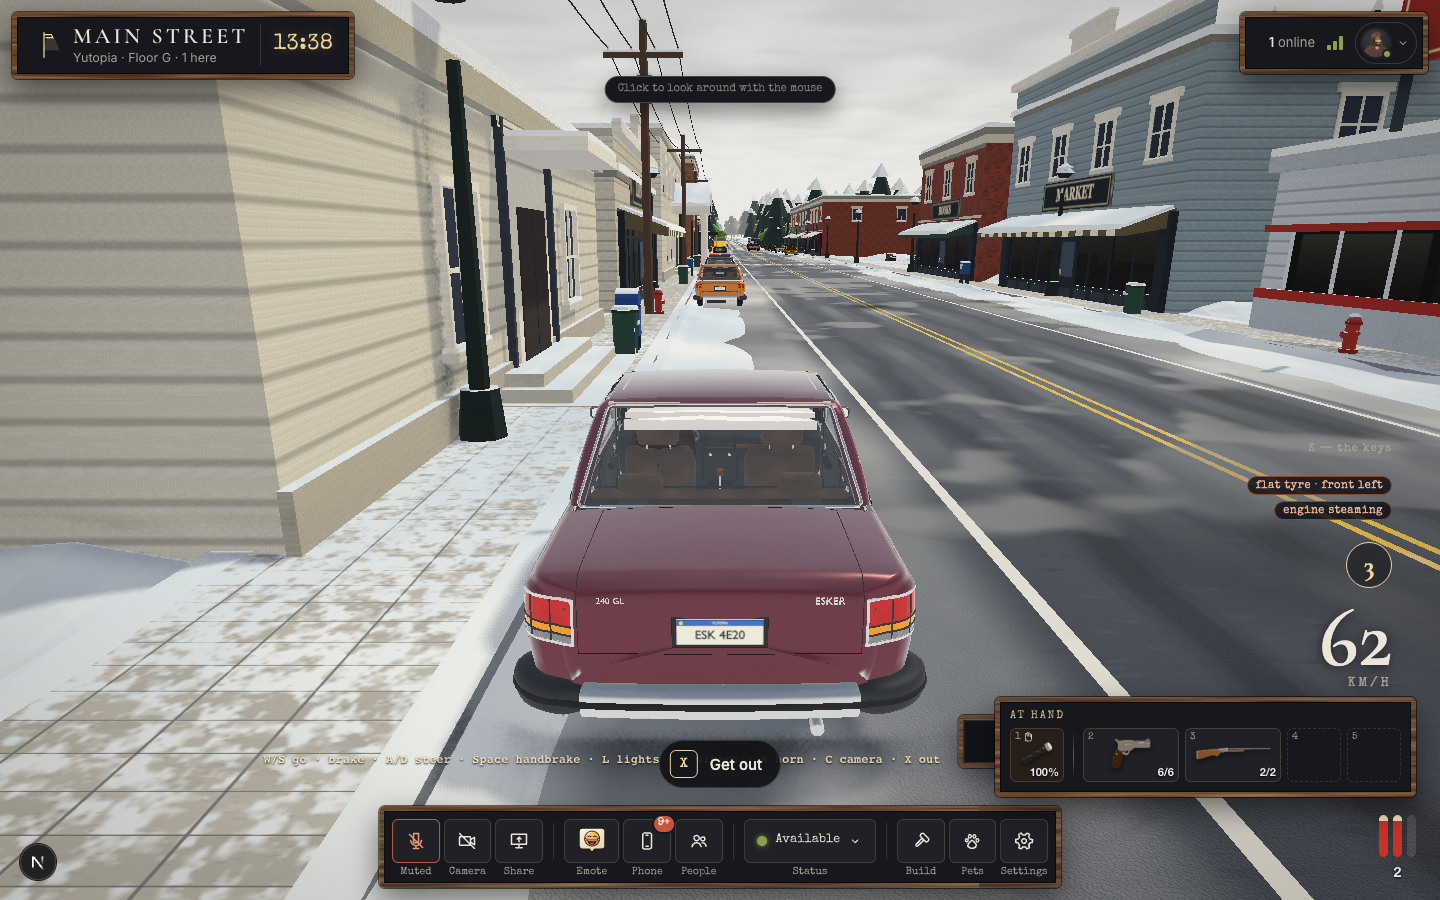 MAIN STREET
Yutopia · Floor G · 1 here
13:38
1 online
Click to look around with the mouse
MARKET
BOOKS
K — the keys
flat tyre · front left
engine steaming
3
62
KM/H
240 GL
ESKER
YUTOPIA
ESK 4E20
AT HAND
1
100%
2
6/6
3
2/2
4
5
W/S go · brake · A/D steer · Space handbrake · L lights
orn · C camera · X out
X
Get out
9+
Available
Muted
Camera
Share
Emote
Phone
People
Status
Build
Pets
Settings
N
2